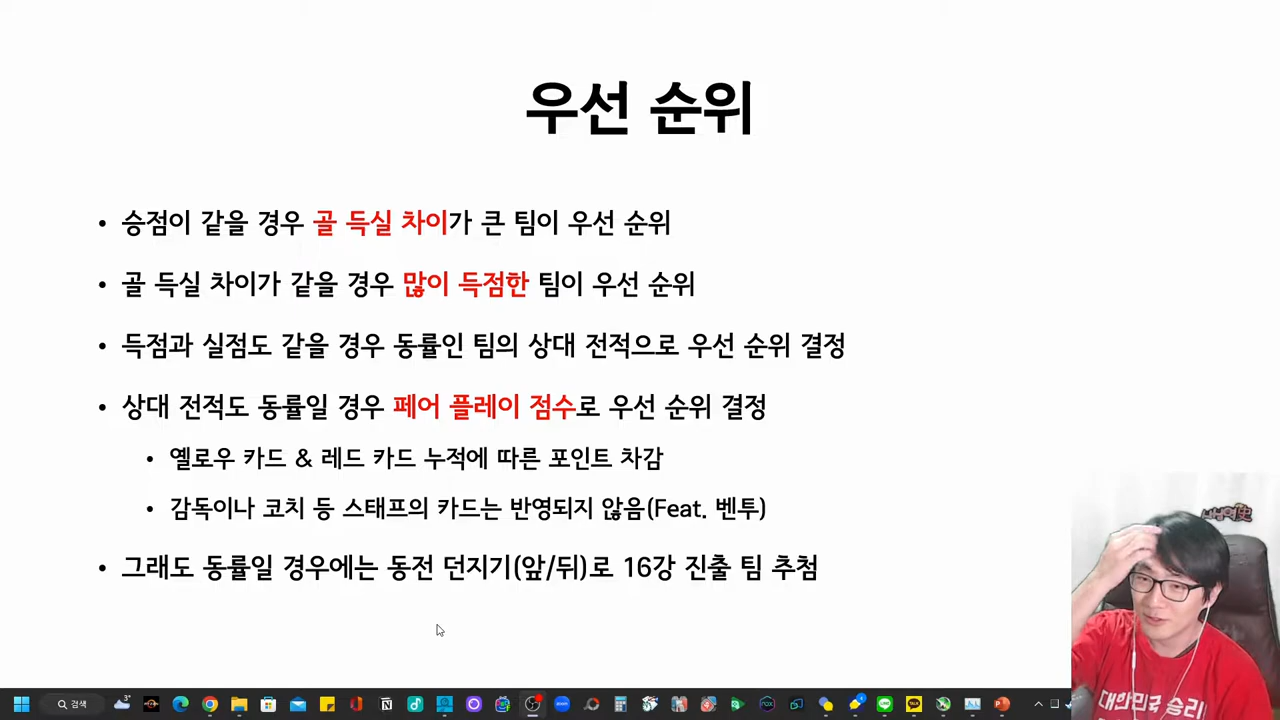 우선 순위
• 승점이 같을 경우 골 득실 차이가 큰 팀이 우선 순위
• 골 득실 차이가 같을 경우 많이 득점한 팀이 우선 순위
• 득점과 실점도 같을 경우 동률인 팀의 상대 전적으로 우선 순위 결정
• 상대 전적도 동률일 경우 페어 플레이 점수로 우선 순위 결정
• 옐로우 카드 & 레드 카드 누적에 따른 포인트 차감
• 감독이나 코치 등 스태프의 카드는 반영되지 않음(Feat. 벤투)
• 그래도 동률일 경우에는 동전 던지기(앞/뒤)로 16강 진출 팀 추첨
대한민국 승리
검색
3°